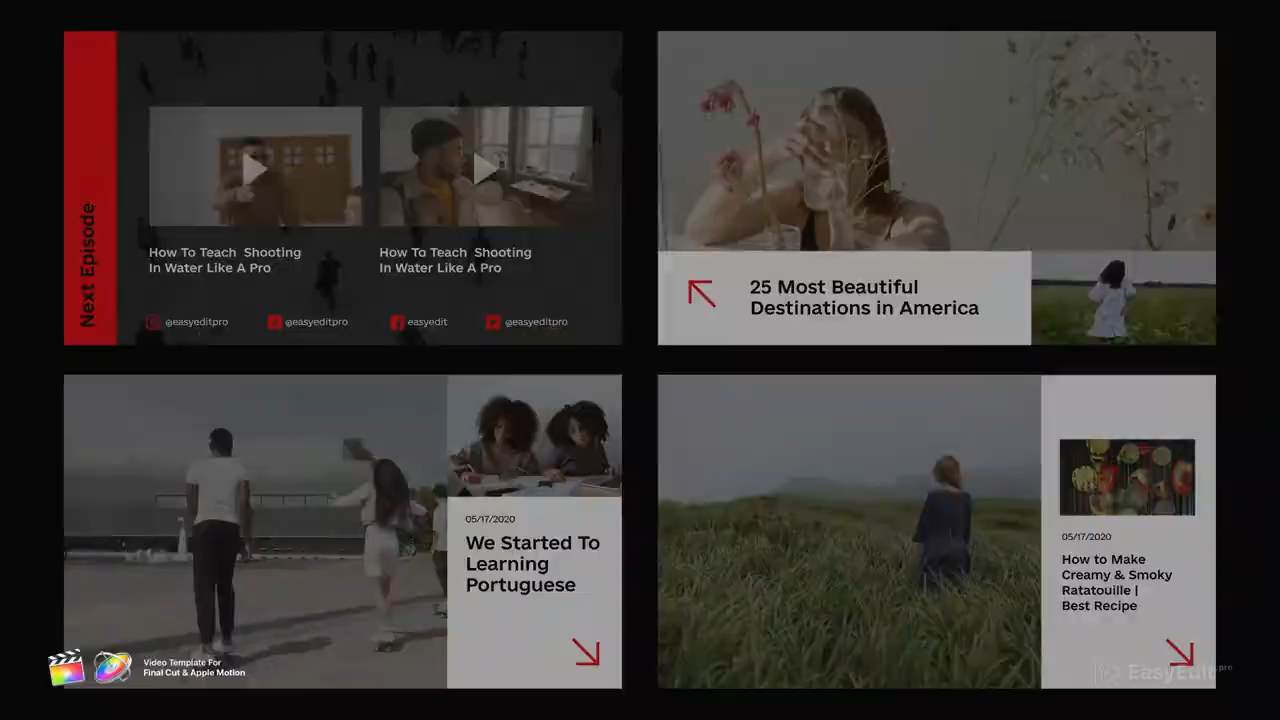 Next Episode
How To Teach Shooting
In Water Like A Pro
How To Teach Shooting
In Water Like A Pro
@easyeditpro
@easyeditpro
easyedit
@easyeditpro
25 Most Beautiful
Destinations in America
05/17/2020
We Started To
Learning
Portuguese
05/17/2020
How to Make
Creamy & Smoky
Ratatouille |
Best Recipe
Video Template For
Final Cut & Apple Motion
EasyEdit.pro